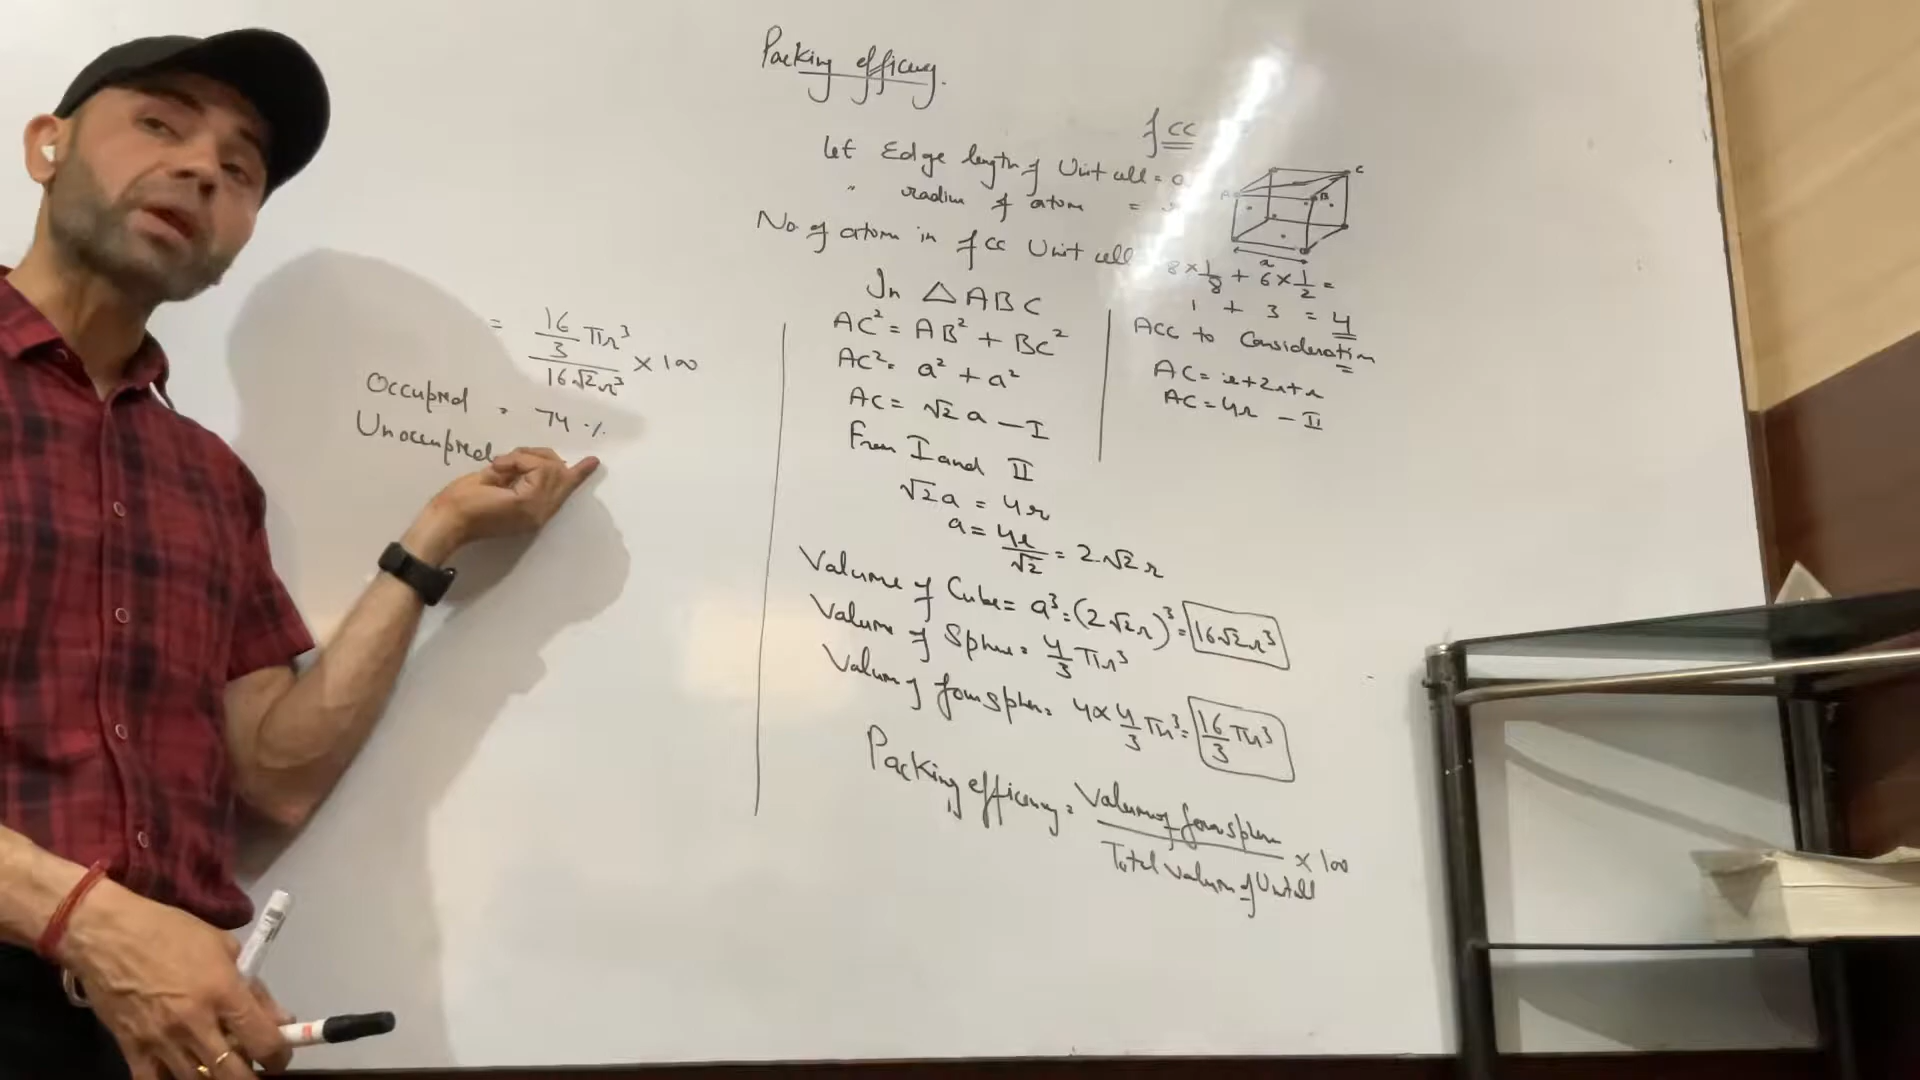 Packing efficiency.
fcc
Let Edge length of Unit cell = a
" radius of atom =
No. of atoms in fcc Unit cell
A B C
a
8 × 1/8 + 6 × 1/2 =
1 + 3 = 4
In △ABC
AC² = AB² + BC²
AC² = a² + a²
AC = √2 a — I
From I and II
√2a = 4r
a = 4r/√2 = 2√2 r
Acc to Consideration
AC = r+2r+r
AC = 4r — II
Volume of Cube = a³ = (2√2r)³ = 16√2r³
Volume of Sphere = 4/3 πr³
Volume of four sphere = 4 × 4/3 πr³ = 16/3 πr³
Packing efficiency = Volume of four sphere / Total volume of Unit cell × 100
= 16/3 πr³ / 16√2r³ × 100
Occupied = 74 %
Unoccupied